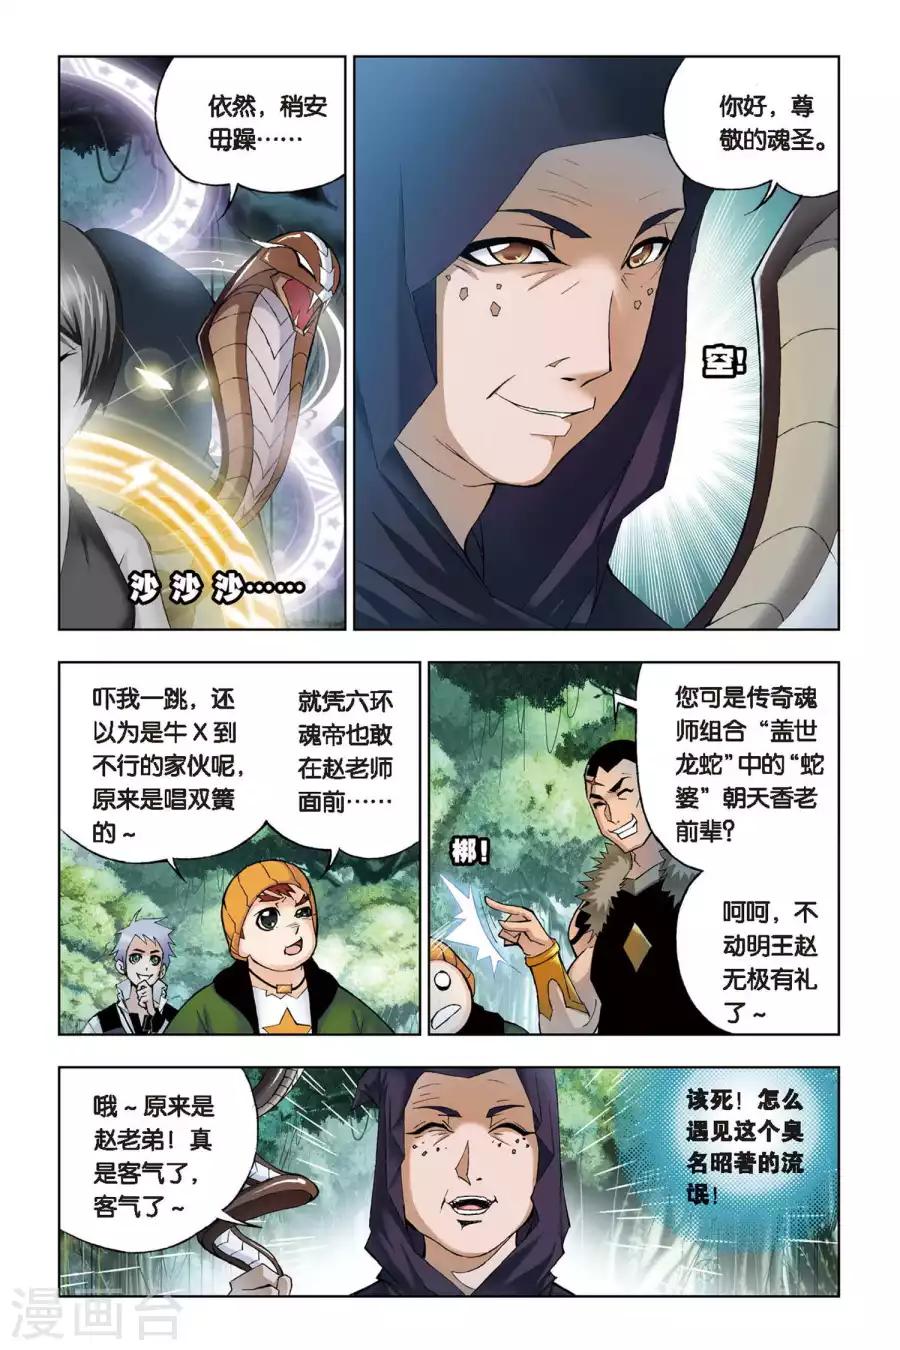 依然，稍安
毋躁……
沙 沙 沙……
你好，尊
敬的魂圣。
空！
吓我一跳，还
以为是牛X到
不行的家伙呢，
原来是唱双簧
的～
就凭六环
魂帝也敢
在赵老师
面前……
您可是传奇魂
师组合“盖世
龙蛇”中的“蛇
婆”朝天香老
前辈？
梆！
呵呵，不
动明王赵
无极有礼
了～
哦～原来是
赵老弟！真
是客气了，
客气了～
该死！怎么
遇见这个臭
名昭著的流
氓！
漫画台